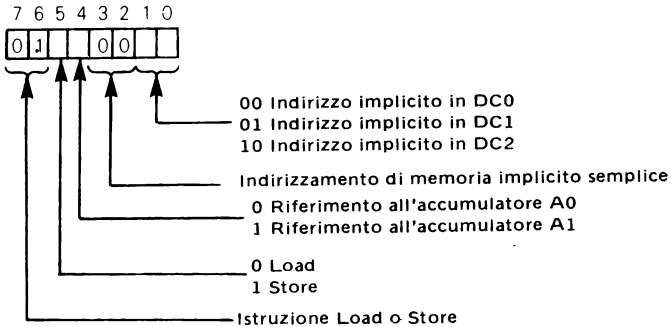 7 6 5 4 3 2 1 0
0 1 0 0
00 Indirizzo implicito in DC0
01 Indirizzo implicito in DC1
10 Indirizzo implicito in DC2
Indirizzamento di memoria implicito semplice
0 Riferimento all'accumulatore A0
1 Riferimento all'accumulatore A1
0 Load
1 Store
Istruzione Load o Store